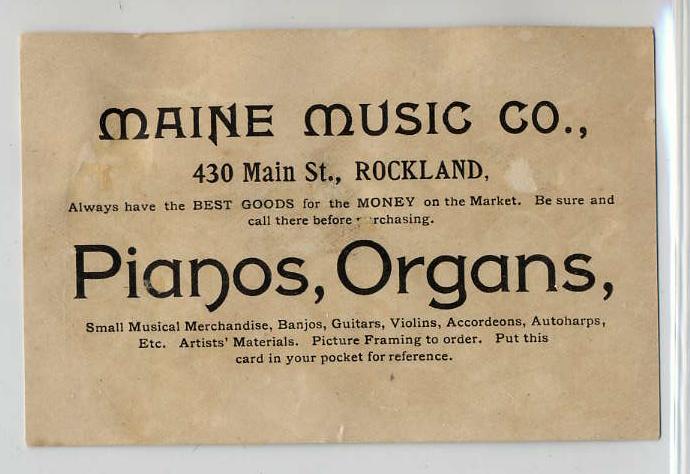 MAINE MUSIC CO.,
430 Main St., ROCKLAND,
Always have the BEST GOODS for the MONEY on the Market. Be sure and
call there before rchasing.
Pianos, Organs,
Small Musical Merchandise, Banjos, Guitars, Violins, Accordeons, Autoharps,
Etc. Artists' Materials. Picture Framing to order. Put this
card in your pocket for reference.